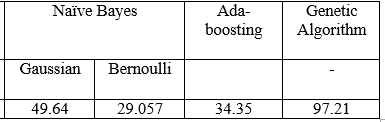 Naïve Bayes Ada-boosting Genetic Algorithm
Gaussian Bernoulli -
49.64 29.057 34.35 97.21